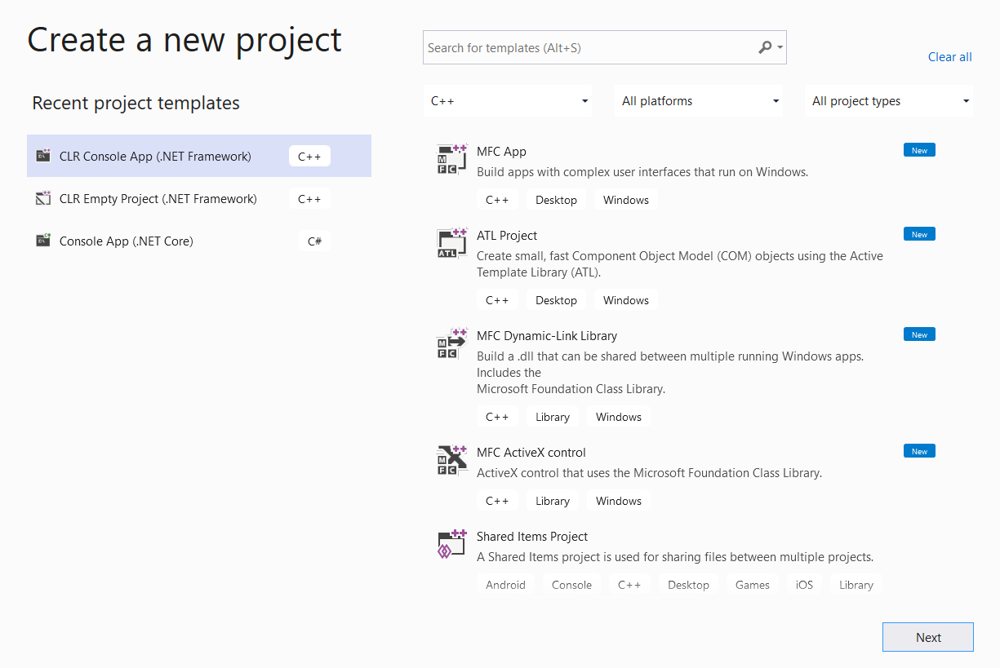 Create a new project
Search for templates (Alt+S)
Clear all
Recent project templates
C++
All platforms
All project types
CLR Console App (.NET Framework) C++
CLR Empty Project (.NET Framework) C++
Console App (.NET Core) C#
MFC App New
Build apps with complex user interfaces that run on Windows.
C++ Desktop Windows
ATL Project New
Create small, fast Component Object Model (COM) objects using the Active
Template Library (ATL).
C++ Desktop Windows
MFC Dynamic-Link Library New
Build a .dll that can be shared between multiple running Windows apps.
Includes the
Microsoft Foundation Class Library.
C++ Library Windows
MFC ActiveX control New
ActiveX control that uses the Microsoft Foundation Class Library.
C++ Library Windows
Shared Items Project
A Shared Items project is used for sharing files between multiple projects.
Android Console C++ Desktop Games iOS Library
Next